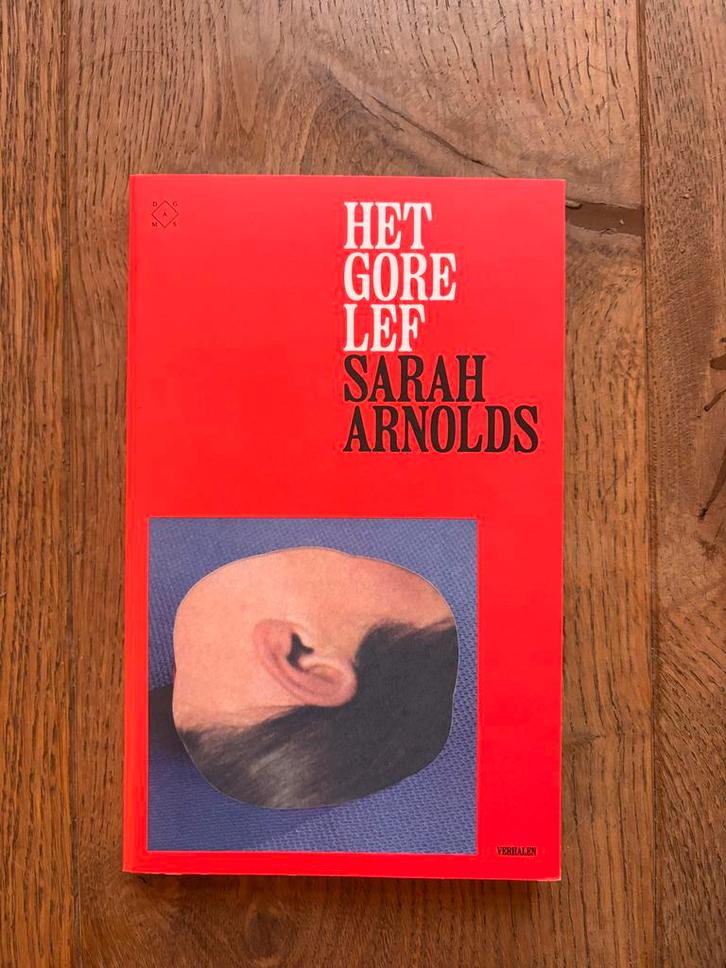 D G
A
M S
HET
GORE
LEF
SARAH
ARNOLDS
VERHALEN